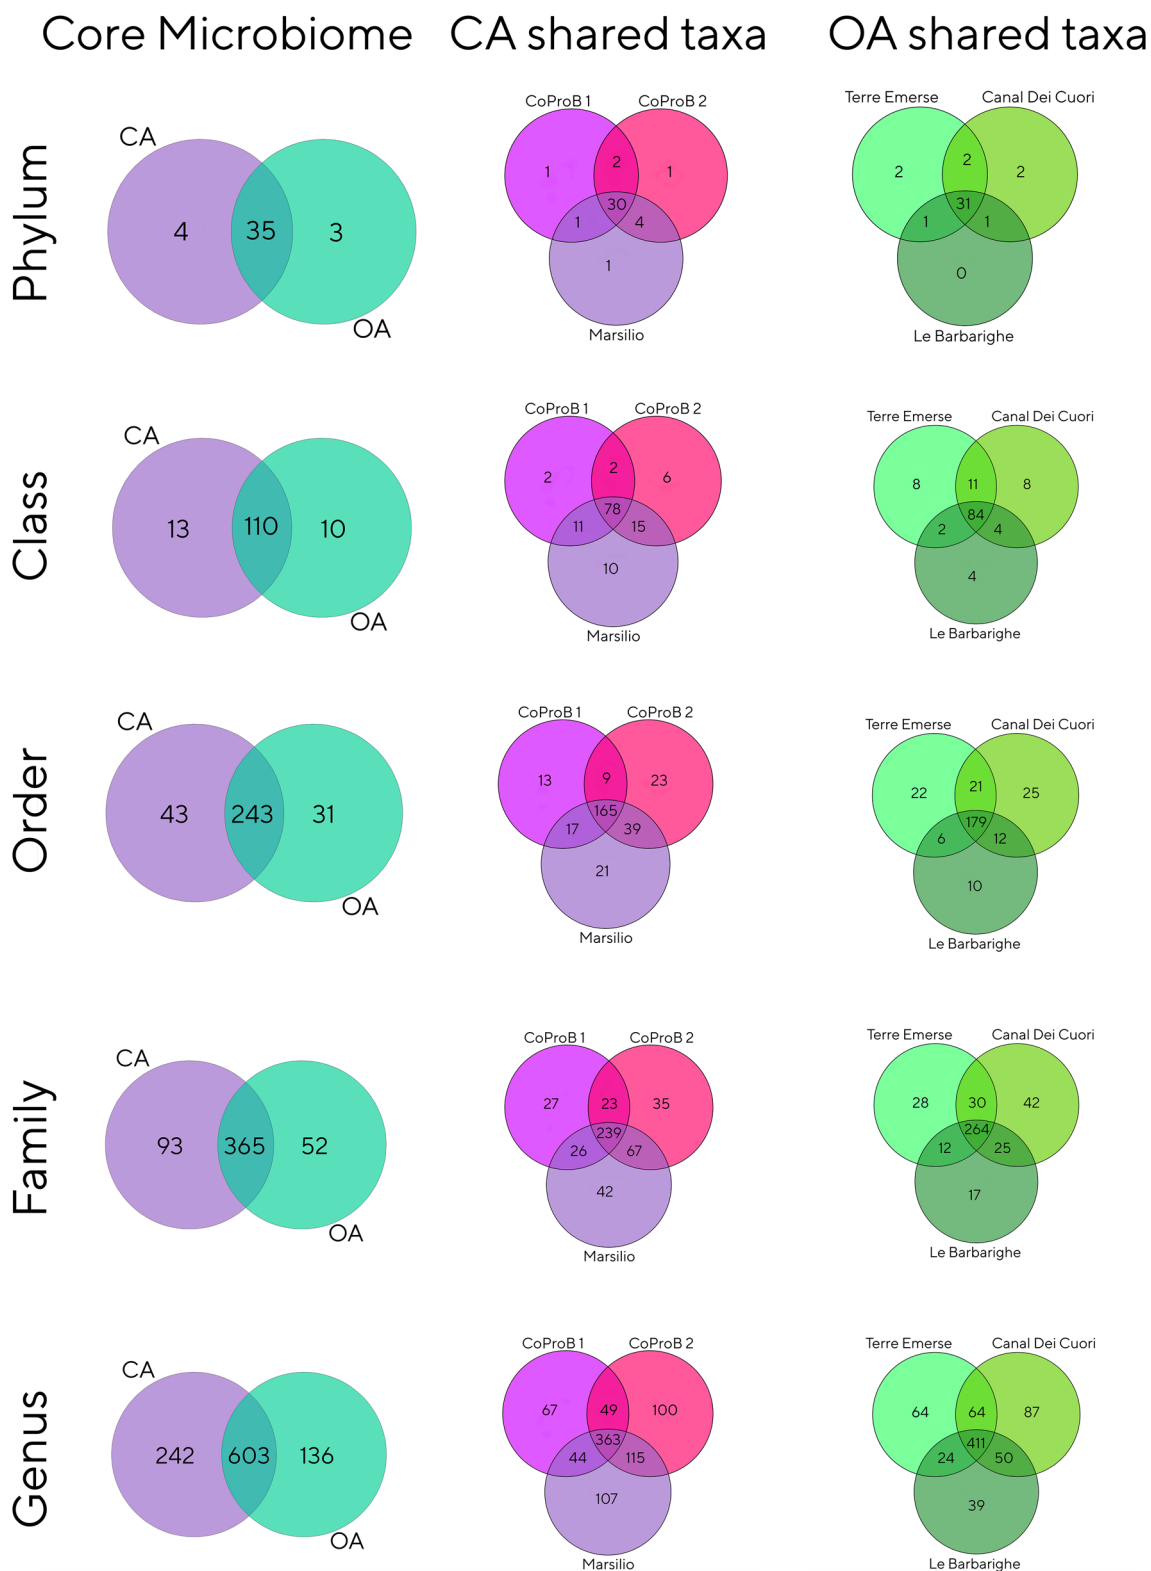 Core Microbiome
CA shared taxa
OA shared taxa
Phylum
CA
4
35
3
OA
CoProB 1
CoProB 2
1
2
1
30
1
4
1
Marsilio
Terre Emerse
Canal Dei Cuori
2
2
2
31
1
1
0
Le Barbarighe
Class
CA
13
110
10
OA
CoProB 1
CoProB 2
2
2
6
78
11
15
10
Marsilio
Terre Emerse
Canal Dei Cuori
8
11
8
84
2
4
4
Le Barbarighe
Order
CA
43
243
31
OA
CoProB 1
CoProB 2
13
9
23
165
17
39
21
Marsilio
Terre Emerse
Canal Dei Cuori
22
21
25
179
6
12
10
Le Barbarighe
Family
CA
93
365
52
OA
CoProB 1
CoProB 2
27
23
35
239
26
67
42
Marsilio
Terre Emerse
Canal Dei Cuori
28
30
42
264
12
25
17
Le Barbarighe
Genus
CA
242
603
136
OA
CoProB 1
CoProB 2
67
49
100
363
44
115
107
Marsilio
Terre Emerse
Canal Dei Cuori
64
64
87
411
24
50
39
Le Barbarighe